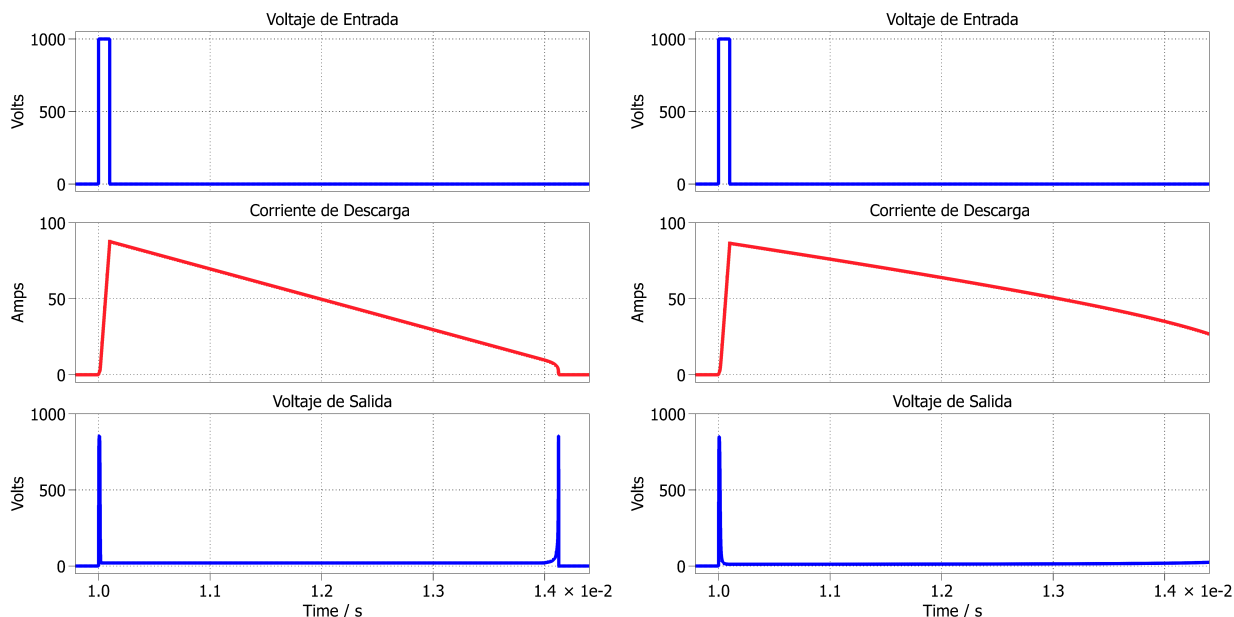 Voltaje de Entrada
1000
500
0
Volts
Corriente de Descarga
100
50
0
Amps
Voltaje de Salida
1000
500
0
Volts
1.0 1.1 1.2 1.3 1.4 × 1e-2
Time / s
Voltaje de Entrada
1000
500
0
Volts
Corriente de Descarga
100
50
0
Amps
Voltaje de Salida
1000
500
0
Volts
1.0 1.1 1.2 1.3 1.4 × 1e-2
Time / s